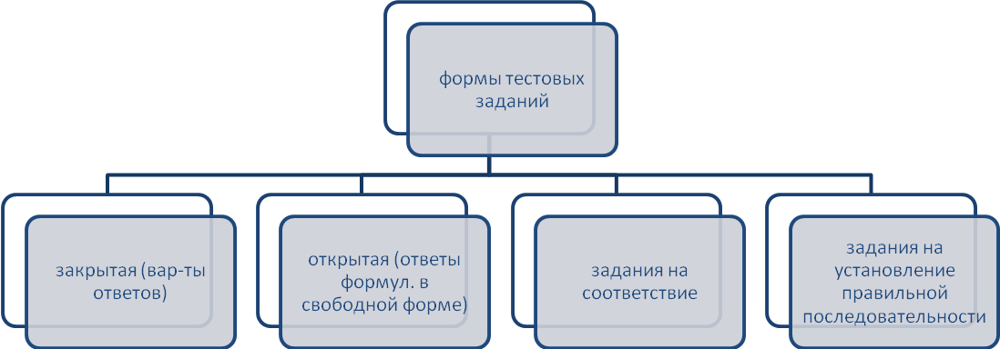 формы тестовых
заданий
закрытая (вар-ты
ответов)
открытая (ответы
формул. в
свободной форме)
задания на
соответствие
задания на
установление
правильной
последовательности